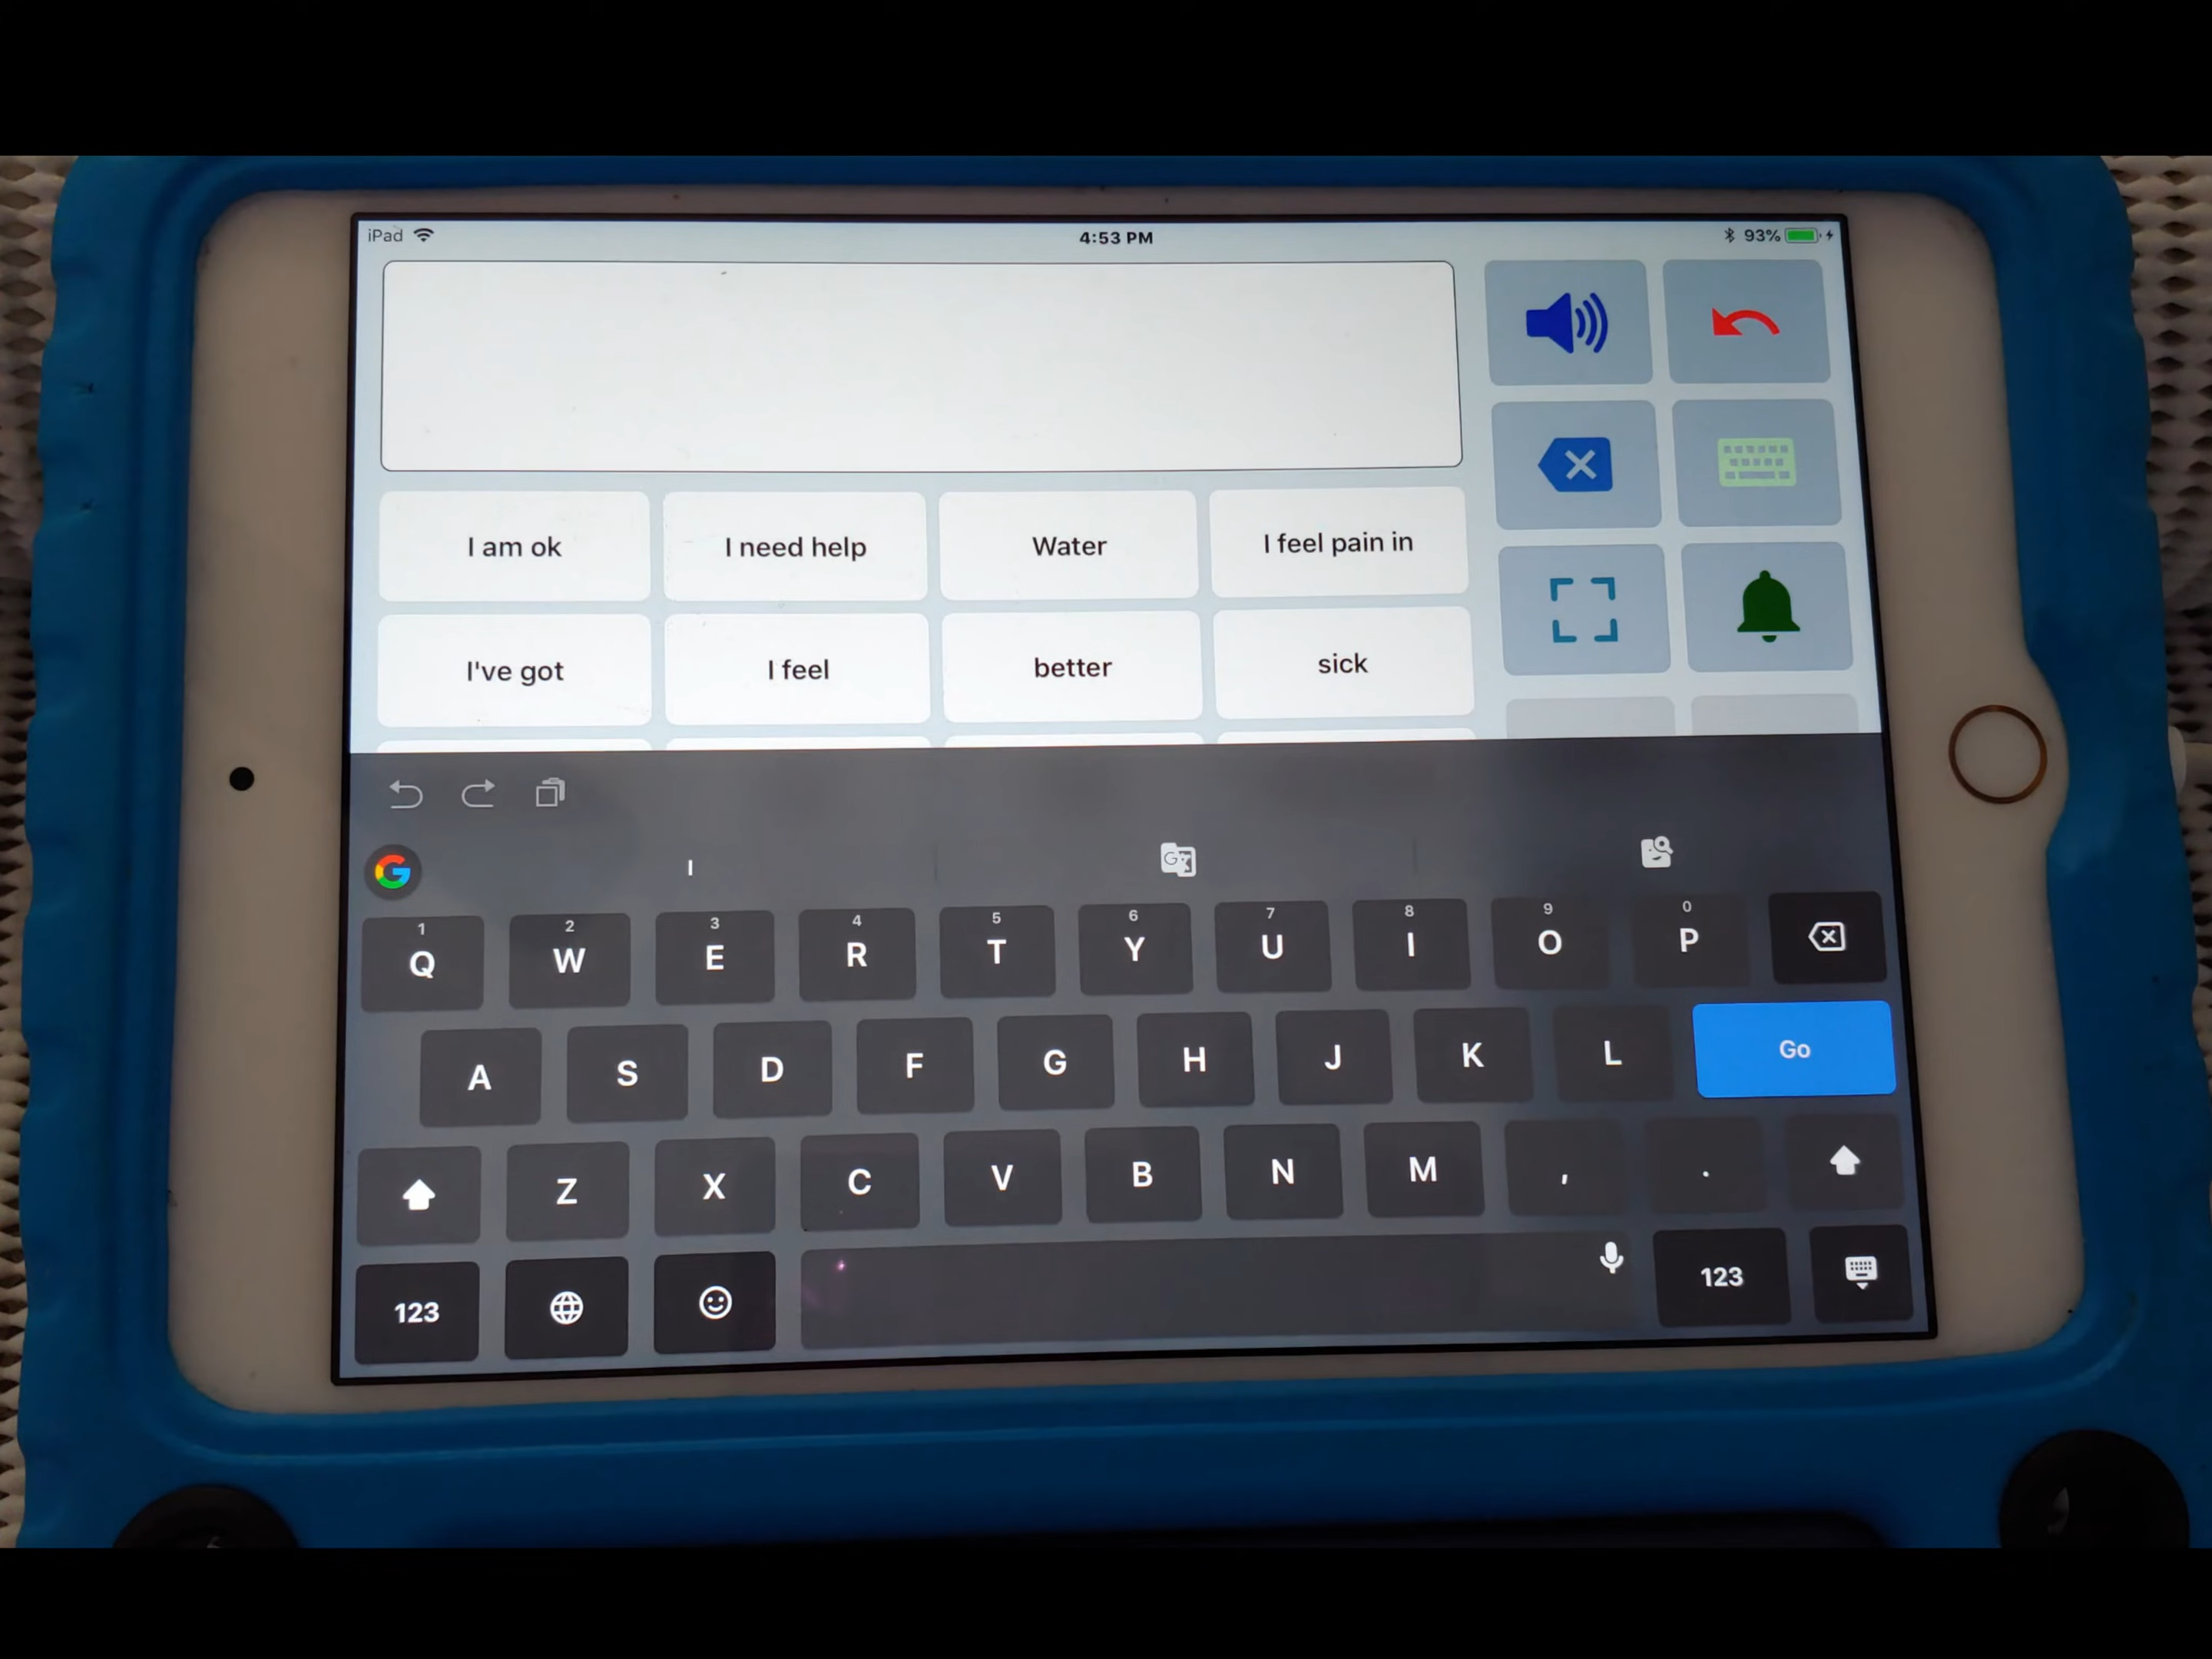 iPad 4:53 PM 93%
I am ok I need help Water I feel pain in
I've got I feel better sick
G I G
1 2 3 4 5 6 7 8 9 0
Q W E R T Y U I O P
A S D F G H J K L Go
Z X C V B N M , .
123 123